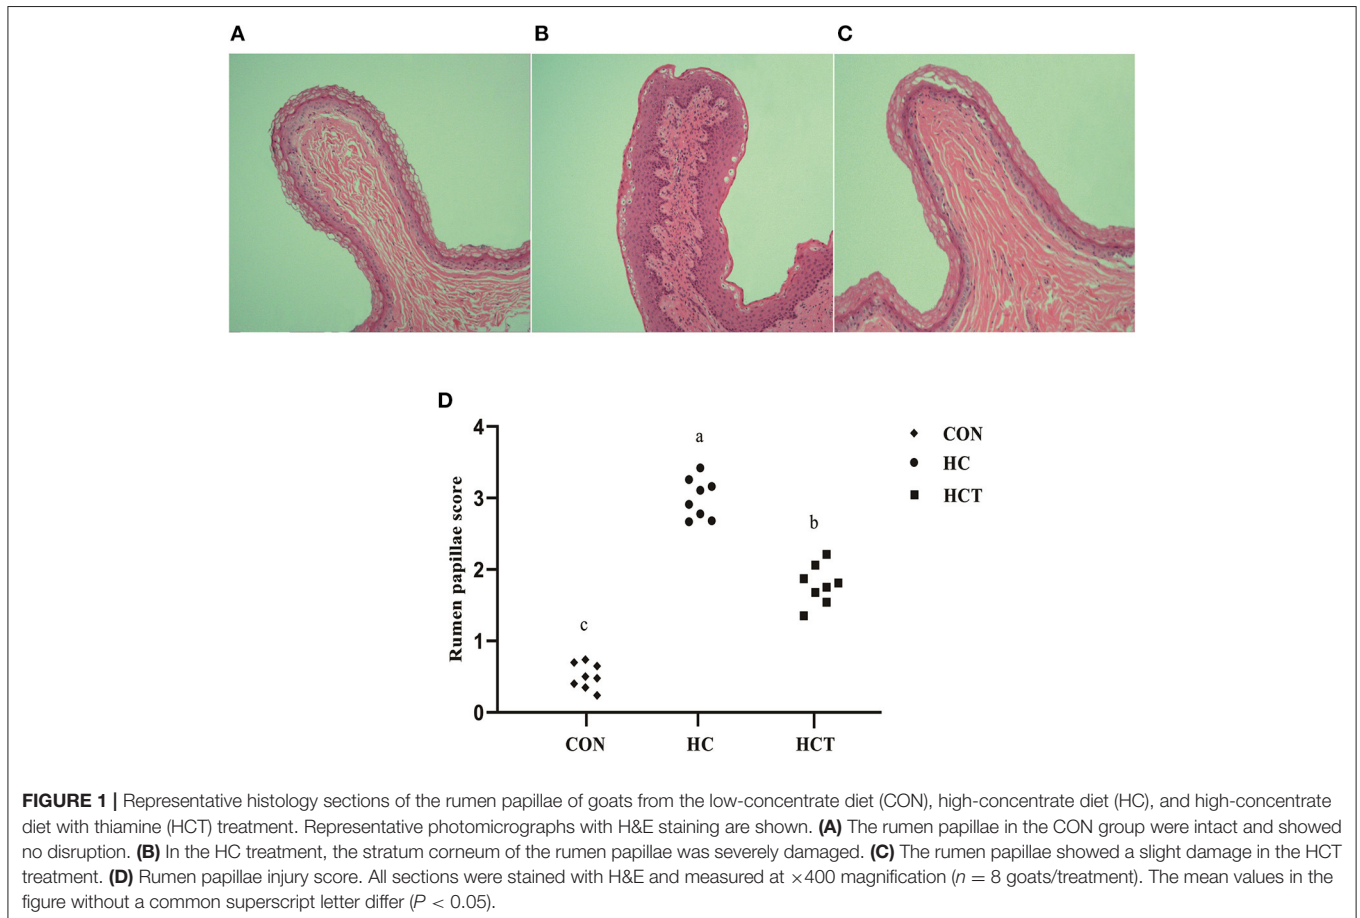 A B C
D
4
3
2
1
0
Rumen papillae score
c
a
b
CON HC HCT
CON
HC
HCT
FIGURE 1 | Representative histology sections of the rumen papillae of goats from the low-concentrate diet (CON), high-concentrate diet (HC), and high-concentrate
diet with thiamine (HCT) treatment. Representative photomicrographs with H&E staining are shown. (A) The rumen papillae in the CON group were intact and showed
no disruption. (B) In the HC treatment, the stratum corneum of the rumen papillae was severely damaged. (C) The rumen papillae showed a slight damage in the HCT
treatment. (D) Rumen papillae injury score. All sections were stained with H&E and measured at ×400 magnification (n = 8 goats/treatment). The mean values in the
figure without a common superscript letter differ (P < 0.05).